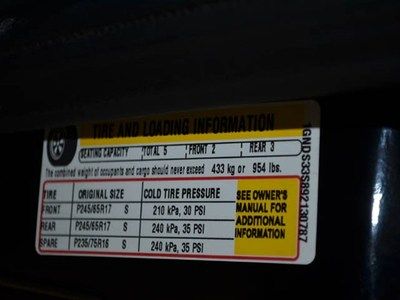 TIRE AND LOADING INFORMATION
SEATING CAPACITY TOTAL 5 FRONT 2 REAR 3
The combined weight of occupants and cargo should never exceed 433 kg or 954 lbs.
TIRE ORIGINAL SIZE COLD TIRE PRESSURE
FRONT P245/65R17 S 210 kPa, 30 PSI
REAR P245/65R17 S 240 kPa, 35 PSI
SPARE P235/75R16 S 240 kPa, 35 PSI
SEE OWNER'S
MANUAL FOR
ADDITIONAL
INFORMATION